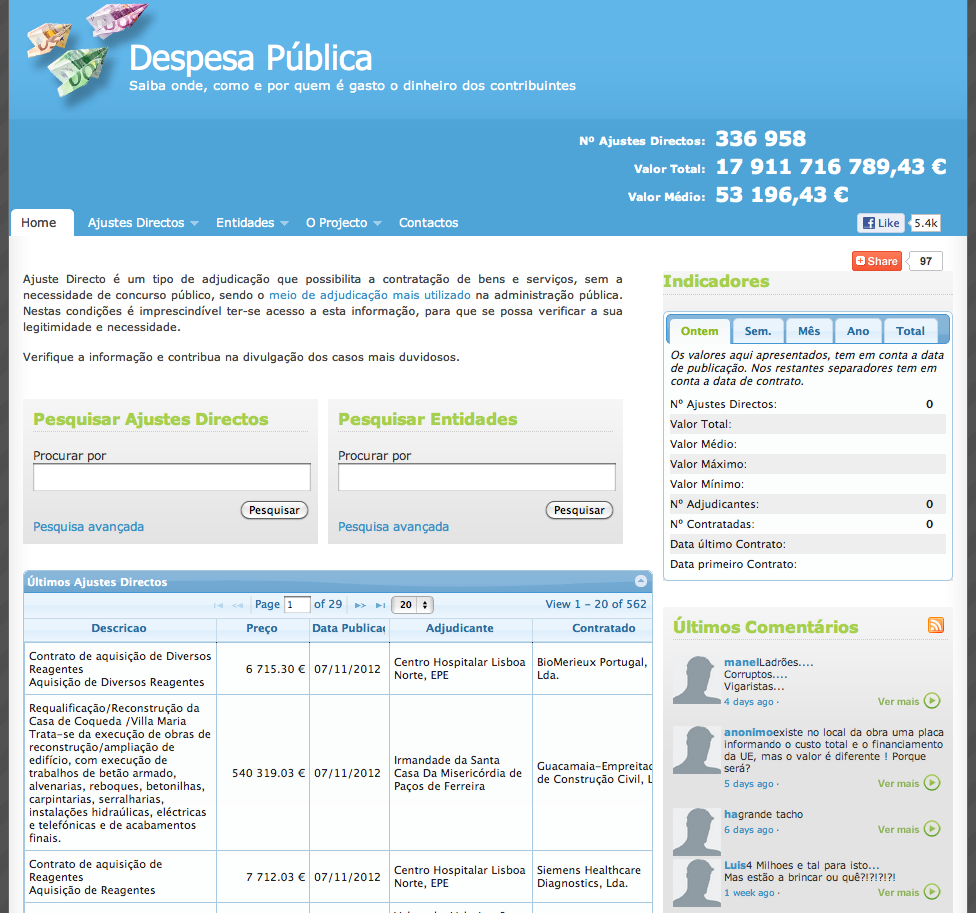 Despesa Pública
Saiba onde, como e por quem é gasto o dinheiro dos contribuintes
Nº Ajustes Directos: 336 958
Valor Total: 17 911 716 789,43 €
Valor Médio: 53 196,43 €
Home Ajustes Directos Entidades O Projecto Contactos
Like 5.4k
Share 97
Ajuste Directo é um tipo de adjudicação que possibilita a contratação de bens e serviços, sem a
necessidade de concurso público, sendo o meio de adjudicação mais utilizado na administração pública.
Nestas condições é imprescindível ter-se acesso a esta informação, para que se possa verificar a sua
legitimidade e necessidade.
Verifique a informação e contribua na divulgação dos casos mais duvidosos.
Pesquisar Ajustes Directos
Procurar por
Pesquisar
Pesquisa avançada
Pesquisar Entidades
Procurar por
Pesquisar
Pesquisa avançada
Indicadores
Ontem Sem. Mês Ano Total
Os valores aqui apresentados, tem em conta a data
de publicação. Nos restantes separadores tem em
conta a data de contrato.
Nº Ajustes Directos: 0
Valor Total:
Valor Médio:
Valor Máximo:
Valor Mínimo:
Nº Adjudicantes: 0
Nº Contratadas: 0
Data último Contrato:
Data primeiro Contrato:
Últimos Ajustes Directos
Page 1 of 29 20 View 1 - 20 of 562
Descricao Preço Data Publicac Adjudicante Contratado
Contrato de aquisição de Diversos
Reagentes
Aquisição de Diversos Reagentes
6 715.30 €
07/11/2012
Centro Hospitalar Lisboa
Norte, EPE
BioMerieux Portugal,
Lda.
Requalificação/Reconstrução da
Casa de Coqueda /Villa Maria
Trata-se da execução de obras de
reconstrução/ampliação de
edifício, com execução de
trabalhos de betão armado,
alvenarias, reboques, betonilhas,
carpintarias, serralharias,
instalações hidraúlicas, eléctricas
e telefónicas e de acabamentos
finais.
540 319.03 €
07/11/2012
Irmandade da Santa
Casa Da Misericórdia de
Paços de Ferreira
Guacamaia-Empreitac
de Construção Civil, L
Contrato de aquisição de
Reagentes
Aquisição de Reagentes
7 712.03 €
07/11/2012
Centro Hospitalar Lisboa
Norte, EPE
Siemens Healthcare
Diagnostics, Lda.
Últimos Comentários
manelLadrões....
Corruptos....
Vigaristas...
4 days ago · Ver mais
anonimoexiste no local da obra uma placa
informando o custo total e o financiamento
da UE, mas o valor é diferente ! Porque
será?
5 days ago · Ver mais
hagrande tacho
6 days ago · Ver mais
Luis4 Milhoes e tal para isto...
Mas estão a brincar ou quê?!?!?!?!
1 week ago · Ver mais